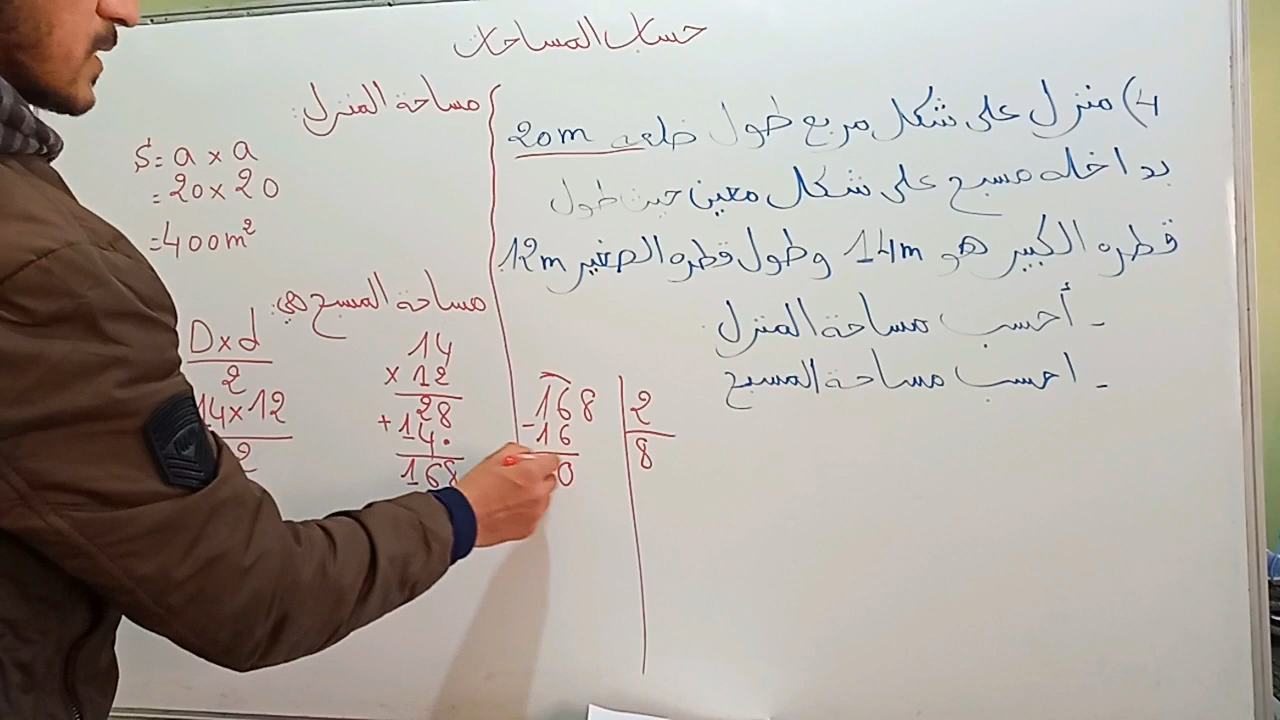 حساب المساحات
4) منزل على شكل مربع طول ضلعه 20m
بداخله مسبح على شكل معين حيث طول
قطره الكبير هو 14m وطول قطره الصغير 12m
- أحسب مساحة المنزل
- احسب مساحة المسبح
مساحة المنزل:
S = a x a
= 20 x 20
= 400m²
مساحة المسبح هي:
D x d
2
14 x 12
2
14
x 12
28
+ 14.
168
168 2
- 16 8
0